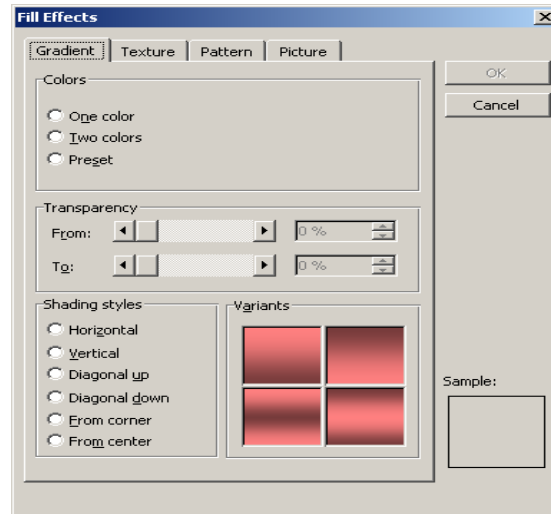 Fill Effects
Gradient Texture Pattern Picture
OK
Cancel
Colors
One color
Two colors
Preset
Transparency
From: 0 %
To: 0 %
Shading styles
Horizontal
Vertical
Diagonal up
Diagonal down
From corner
From center
Variants
Sample: